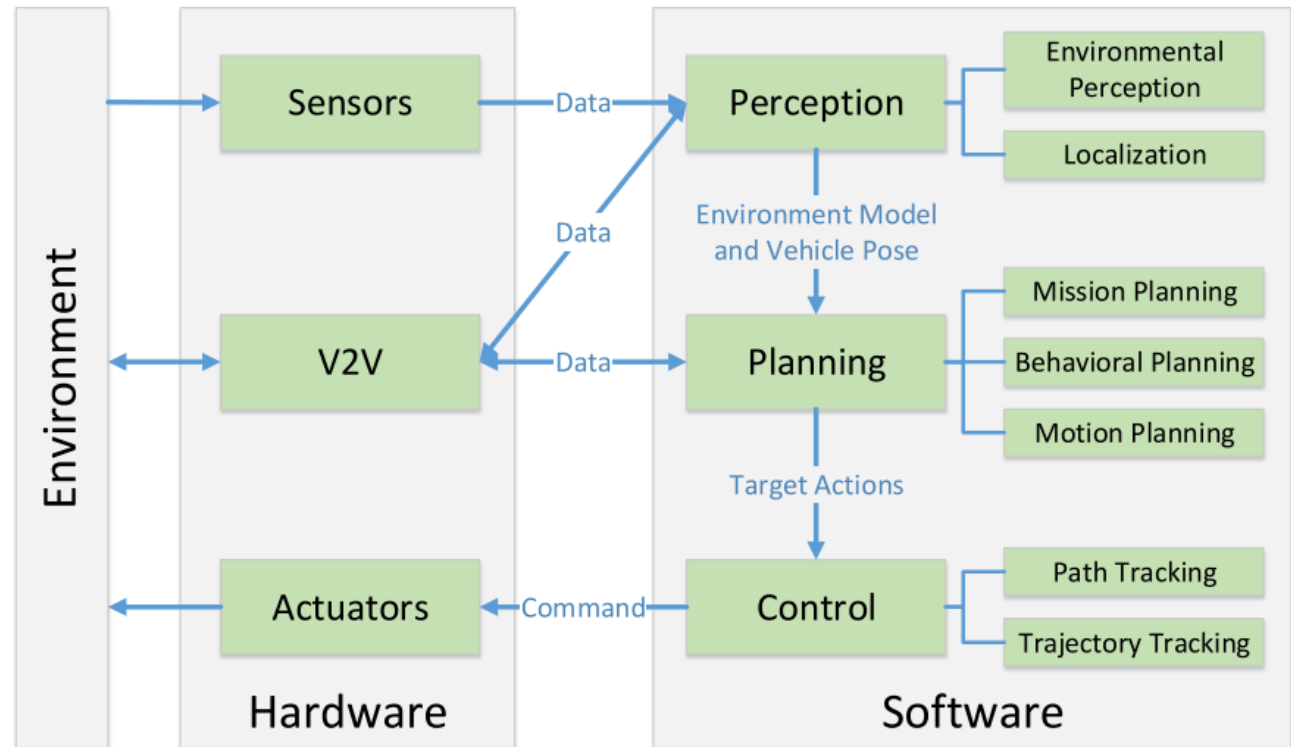 Environment
Sensors
Data
Perception
Environmental
Perception
Localization
Data
Environment Model
and Vehicle Pose
V2V
Data
Planning
Mission Planning
Behavioral Planning
Motion Planning
Target Actions
Actuators
Command
Control
Path Tracking
Trajectory Tracking
Hardware
Software